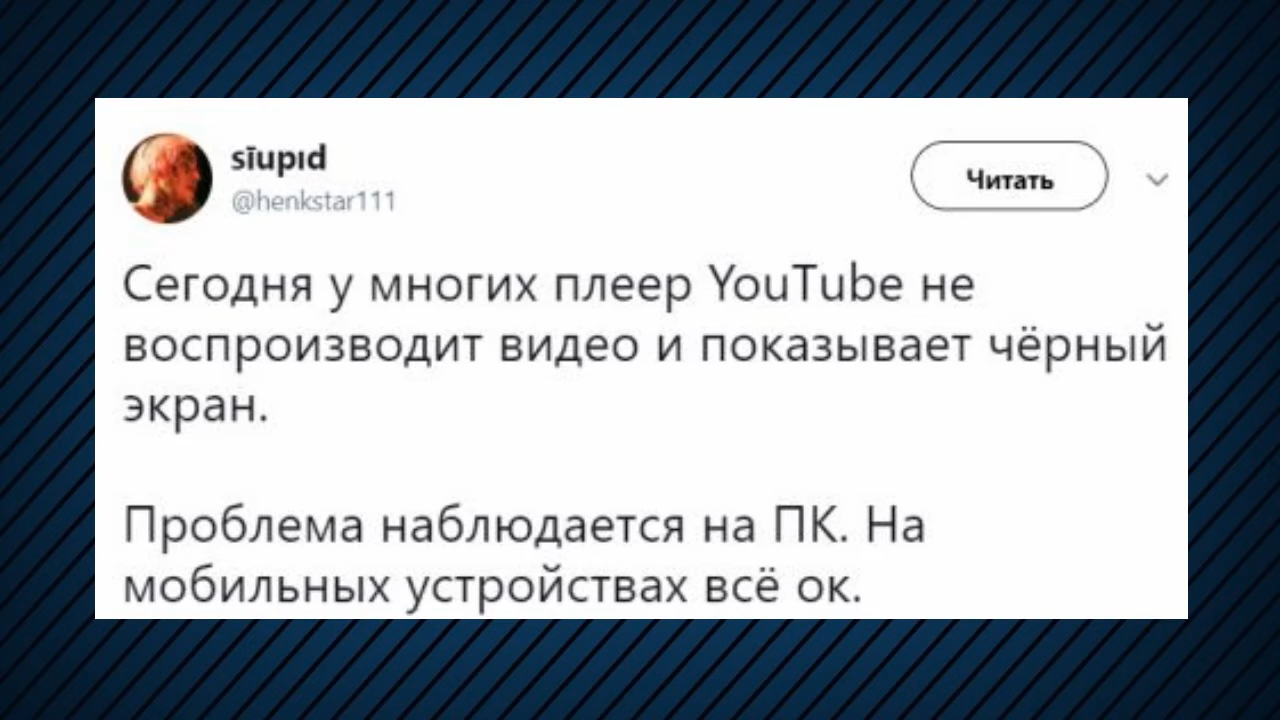 sīupıd
@henkstar111
Читать
Сегодня у многих плеер YouTube не
воспроизводит видео и показывает чёрный
экран.
Проблема наблюдается на ПК. На
мобильных устройствах всё ок.